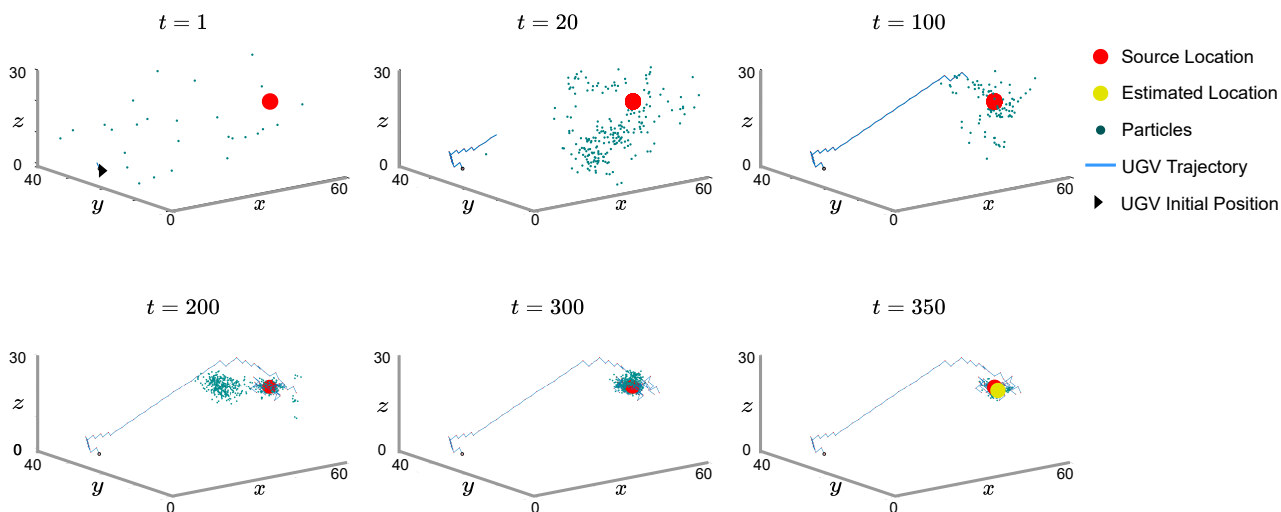 t = 1
t = 20
t = 100
30
z
0
40
y
0
x
60
30
z
0
40
y
0
x
60
30
z
0
40
y
0
x
60
Source Location
Estimated Location
Particles
UGV Trajectory
UGV Initial Position
t = 200
t = 300
t = 350
30
z
0
40
y
0
x
60
30
z
0
40
y
0
x
60
30
z
0
40
y
0
x
60